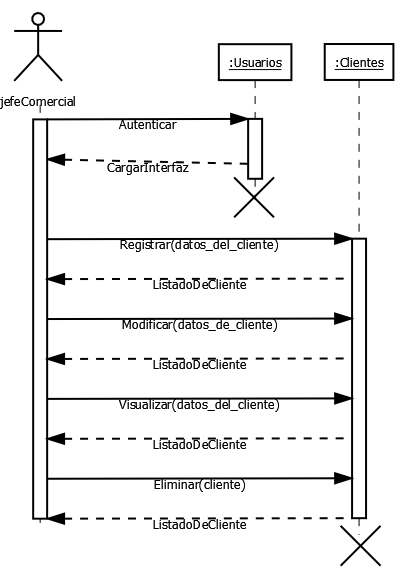 :Usuarios
:Clientes
jefeComercial
Autenticar
CargarInterfaz
Registrar(datos_del_cliente)
ListadoDeCliente
Modificar(datos_de_cliente)
ListadoDeCliente
Visualizar(datos_del_cliente)
ListadoDeCliente
Eliminar(cliente)
ListadoDeCliente